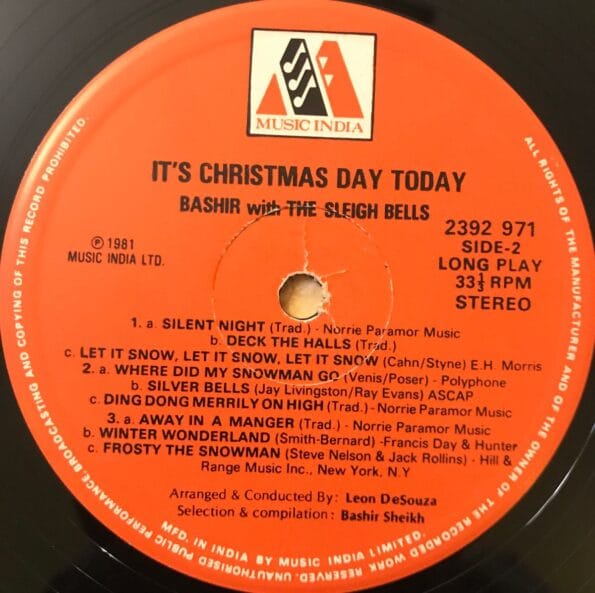 MUSIC INDIA
IT'S CHRISTMAS DAY TODAY
BASHIR with THE SLEIGH BELLS
℗ 1981
MUSIC INDIA LTD.
2392 971
SIDE-2
LONG PLAY
33⅓ RPM
STEREO
1. a. SILENT NIGHT (Trad.) - Norrie Paramor Music
b. DECK THE HALLS (Trad.)
c. LET IT SNOW, LET IT SNOW, LET IT SNOW (Cahn/Styne) E.H. Morris
2. a. WHERE DID MY SNOWMAN GO (Venis/Poser) - Polyphone
b. SILVER BELLS (Jay Livingston/Ray Evans) ASCAP
c. DING DONG MERRILY ON HIGH (Trad.) - Norrie Paramor Music
3. a. AWAY IN A MANGER (Trad.) - Norrie Paramor Music
b. WINTER WONDERLAND (Smith-Bernard) -Francis Day & Hunter
c. FROSTY THE SNOWMAN (Steve Nelson & Jack Rollins) - Hill &
Range Music Inc., New York, N.Y
Arranged & Conducted By: Leon DeSouza
Selection & compilation : Bashir Sheikh
MFD. IN INDIA BY MUSIC INDIA LIMITED.
ALL RIGHTS OF THE MANUFACTURER AND OF THE OWNER OF THE RECORDED WORK RESERVED. UNAUTHORISED PUBLIC PERFORMANCE, BROADCASTING AND COPYING OF THIS RECORD PROHIBITED.